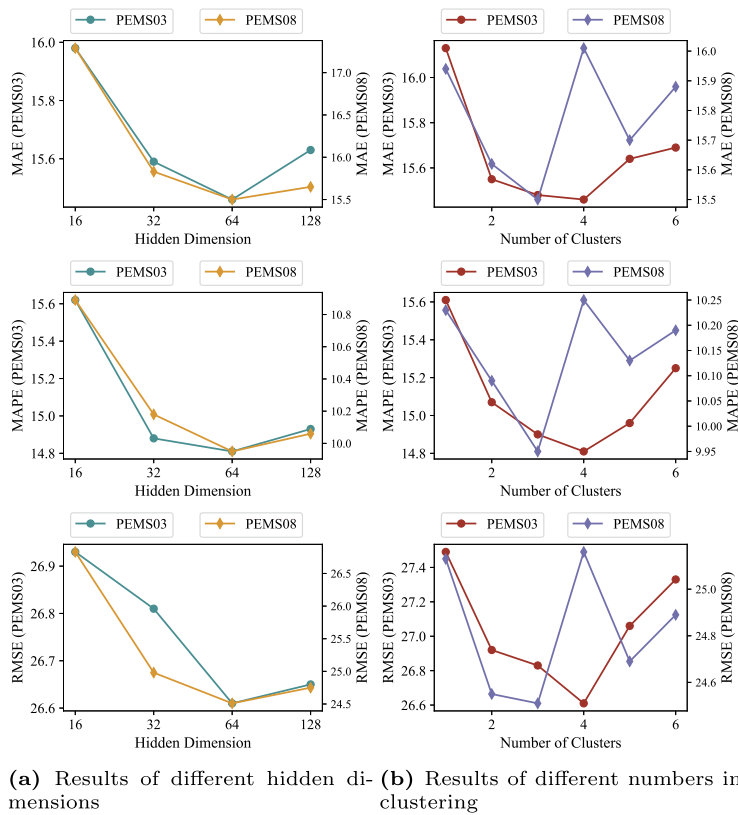 PEMS03 PEMS08
MAE (PEMS03)
16.0
15.8
15.6
17.0
16.5
16.0
15.5
MAE (PEMS08)
16 32 64 128
Hidden Dimension
PEMS03 PEMS08
MAE (PEMS03)
16.0
15.8
15.6
16.0
15.9
15.8
15.7
15.6
15.5
MAE (PEMS08)
2 4 6
Number of Clusters
PEMS03 PEMS08
MAPE (PEMS03)
15.6
15.4
15.2
15.0
14.8
10.8
10.6
10.4
10.2
10.0
MAPE (PEMS08)
16 32 64 128
Hidden Dimension
PEMS03 PEMS08
MAPE (PEMS03)
15.6
15.4
15.2
15.0
14.8
10.25
10.20
10.15
10.10
10.05
10.00
9.95
MAPE (PEMS08)
2 4 6
Number of Clusters
PEMS03 PEMS08
RMSE (PEMS03)
26.9
26.8
26.7
26.6
26.5
26.0
25.5
25.0
24.5
RMSE (PEMS08)
16 32 64 128
Hidden Dimension
PEMS03 PEMS08
RMSE (PEMS03)
27.4
27.2
27.0
26.8
26.6
25.0
24.8
24.6
RMSE (PEMS08)
2 4 6
Number of Clusters
(a) Results of different hidden di-
mensions
(b) Results of different numbers in
clustering